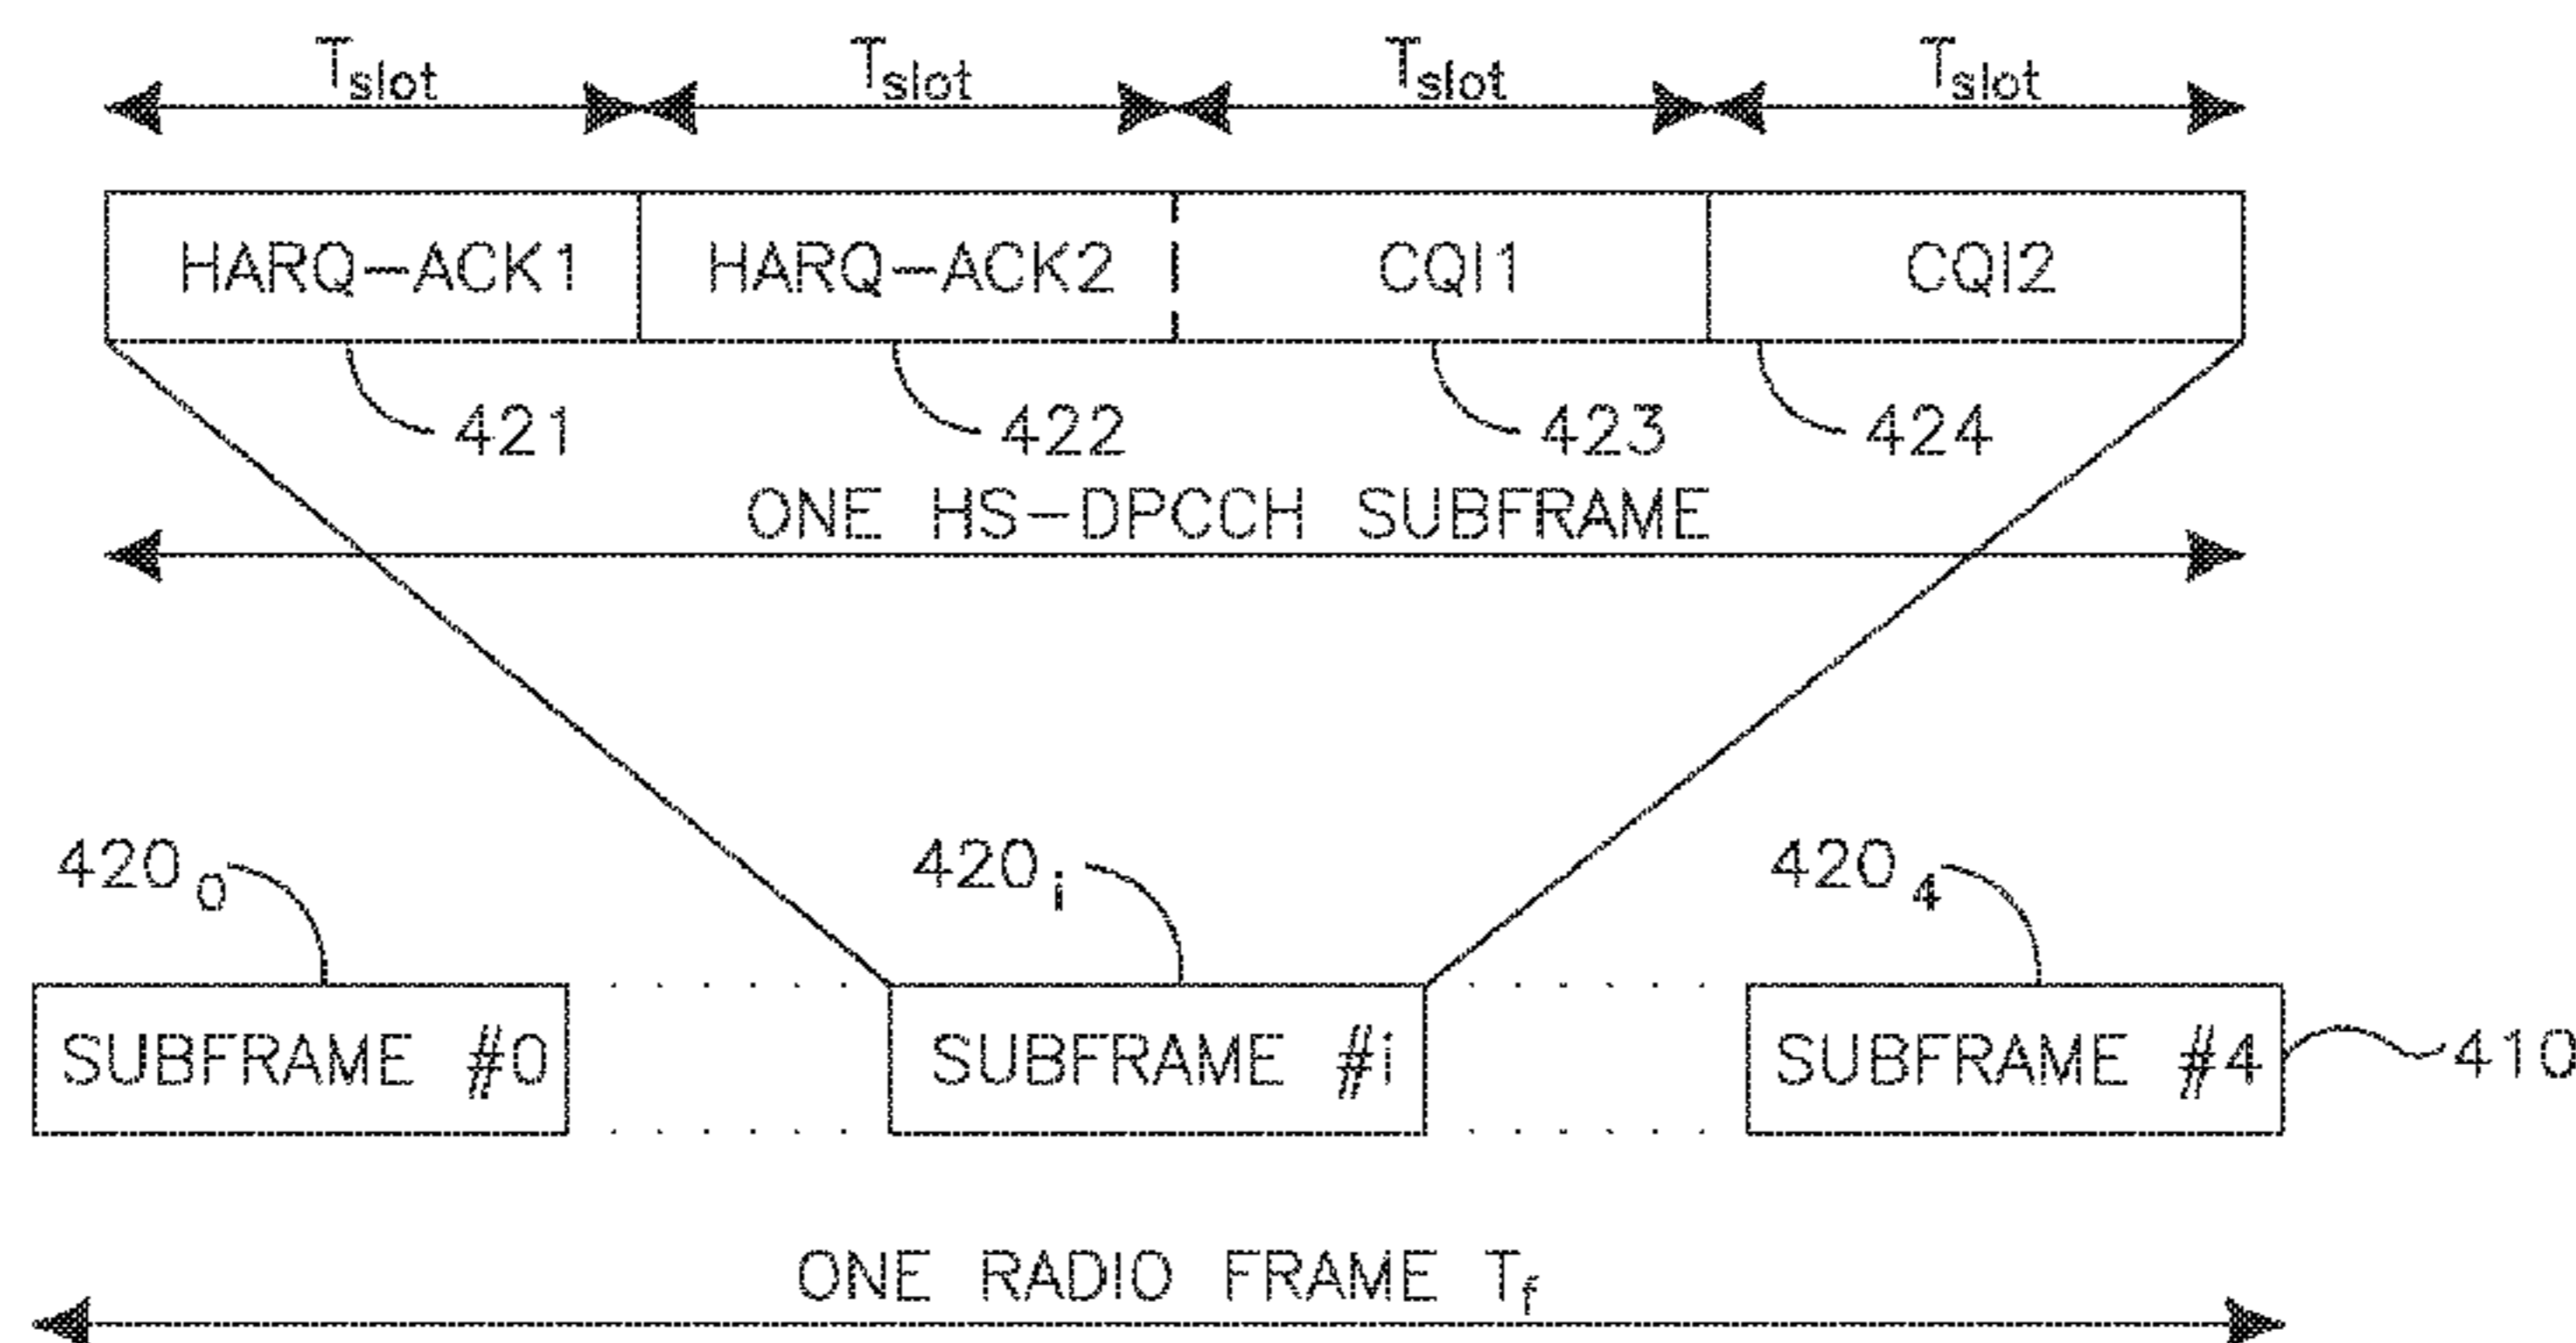 Tslot Tslot Tslot Tslot
HARQ-ACK1 HARQ-ACK2 CQI1 CQI2
421 422 423 424
ONE HS-DPCCH SUBFRAME
420 0 420 i 420 4
SUBFRAME #0 SUBFRAME #i SUBFRAME #4 410
ONE RADIO FRAME Tf